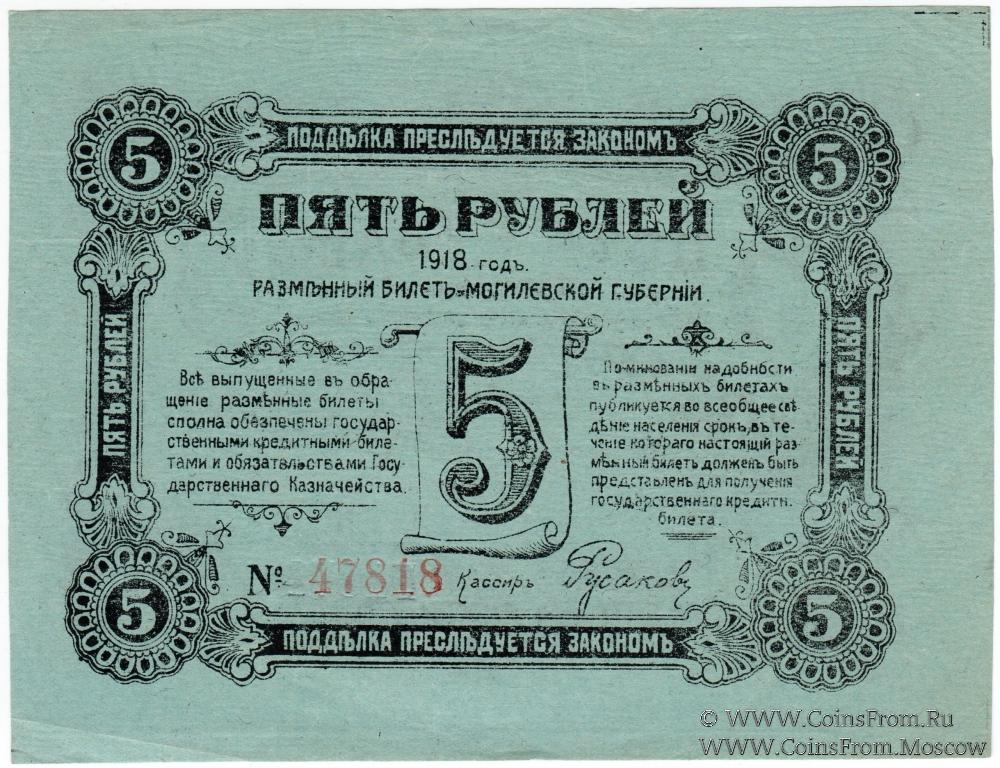 5 ПОДДѢЛКА ПРЕСЛѢДУЕТСЯ ЗАКОНОМЪ 5
ПЯТЬ РУБЛЕЙ
1918 годъ.
РАЗМѢННЫЙ БИЛЕТЪ МОГИЛЕВСКОЙ ГУБЕРНІИ.
ПЯТЬ РУБЛЕЙ
Всѣ выпущенные въ обра-
щеніе размѣнные билеты
сполна обезпечены государ-
ственными кредитными биле-
тами и обязатльствами Госу-
дарственнаго Казначейства.
5
По миновании надобности
въ размѣнныхъ билетахъ
публикуется во всеобщее свѣ-
дѣніе населенія срокъ, въ те-
ченіе котораго настоящій раз-
мѣнный билетъ долженъ быть
представленъ для полученія
государственнаго кредитн.
билета.
ПЯТЬ РУБЛЕЙ
№ 47818 Кассиръ Русаковъ
5 ПОДДѢЛКА ПРЕСЛѢДУЕТСЯ ЗАКОНОМЪ 5
© WWW.CoinsFrom.Ru
WWW.CoinsFrom.Moscow